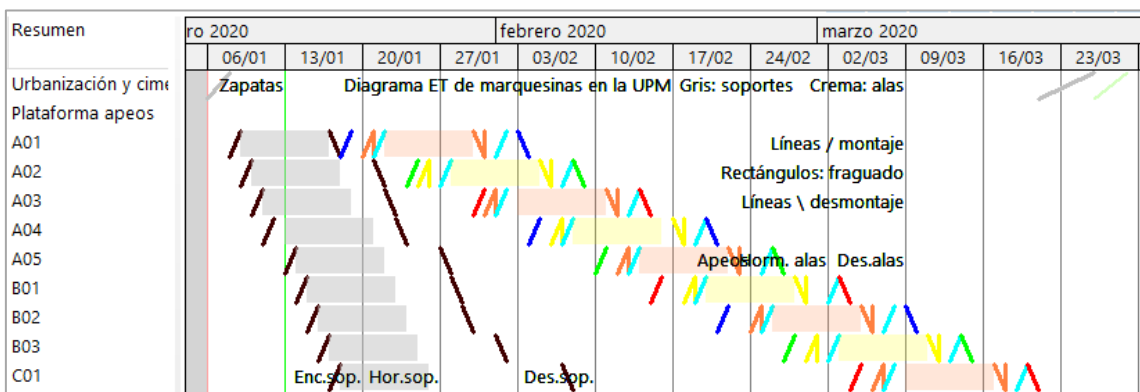 Resumen
ro 2020 febrero 2020 marzo 2020
06/01 13/01 20/01 27/01 03/02 10/02 17/02 24/02 02/03 09/03 16/03 23/03
Urbanización y cime Zapatas Diagrama ET de marquesinas en la UPM Gris: soportes Crema: alas
Plataforma apeos
A01 Líneas / montaje
A02 Rectángulos: fraguado
A03 Líneas \ desmontaje
A04
A05 Apeos Horm. alas Des.alas
B01
B02
B03
C01 Enc.sop. Hor.sop. Des.sop.